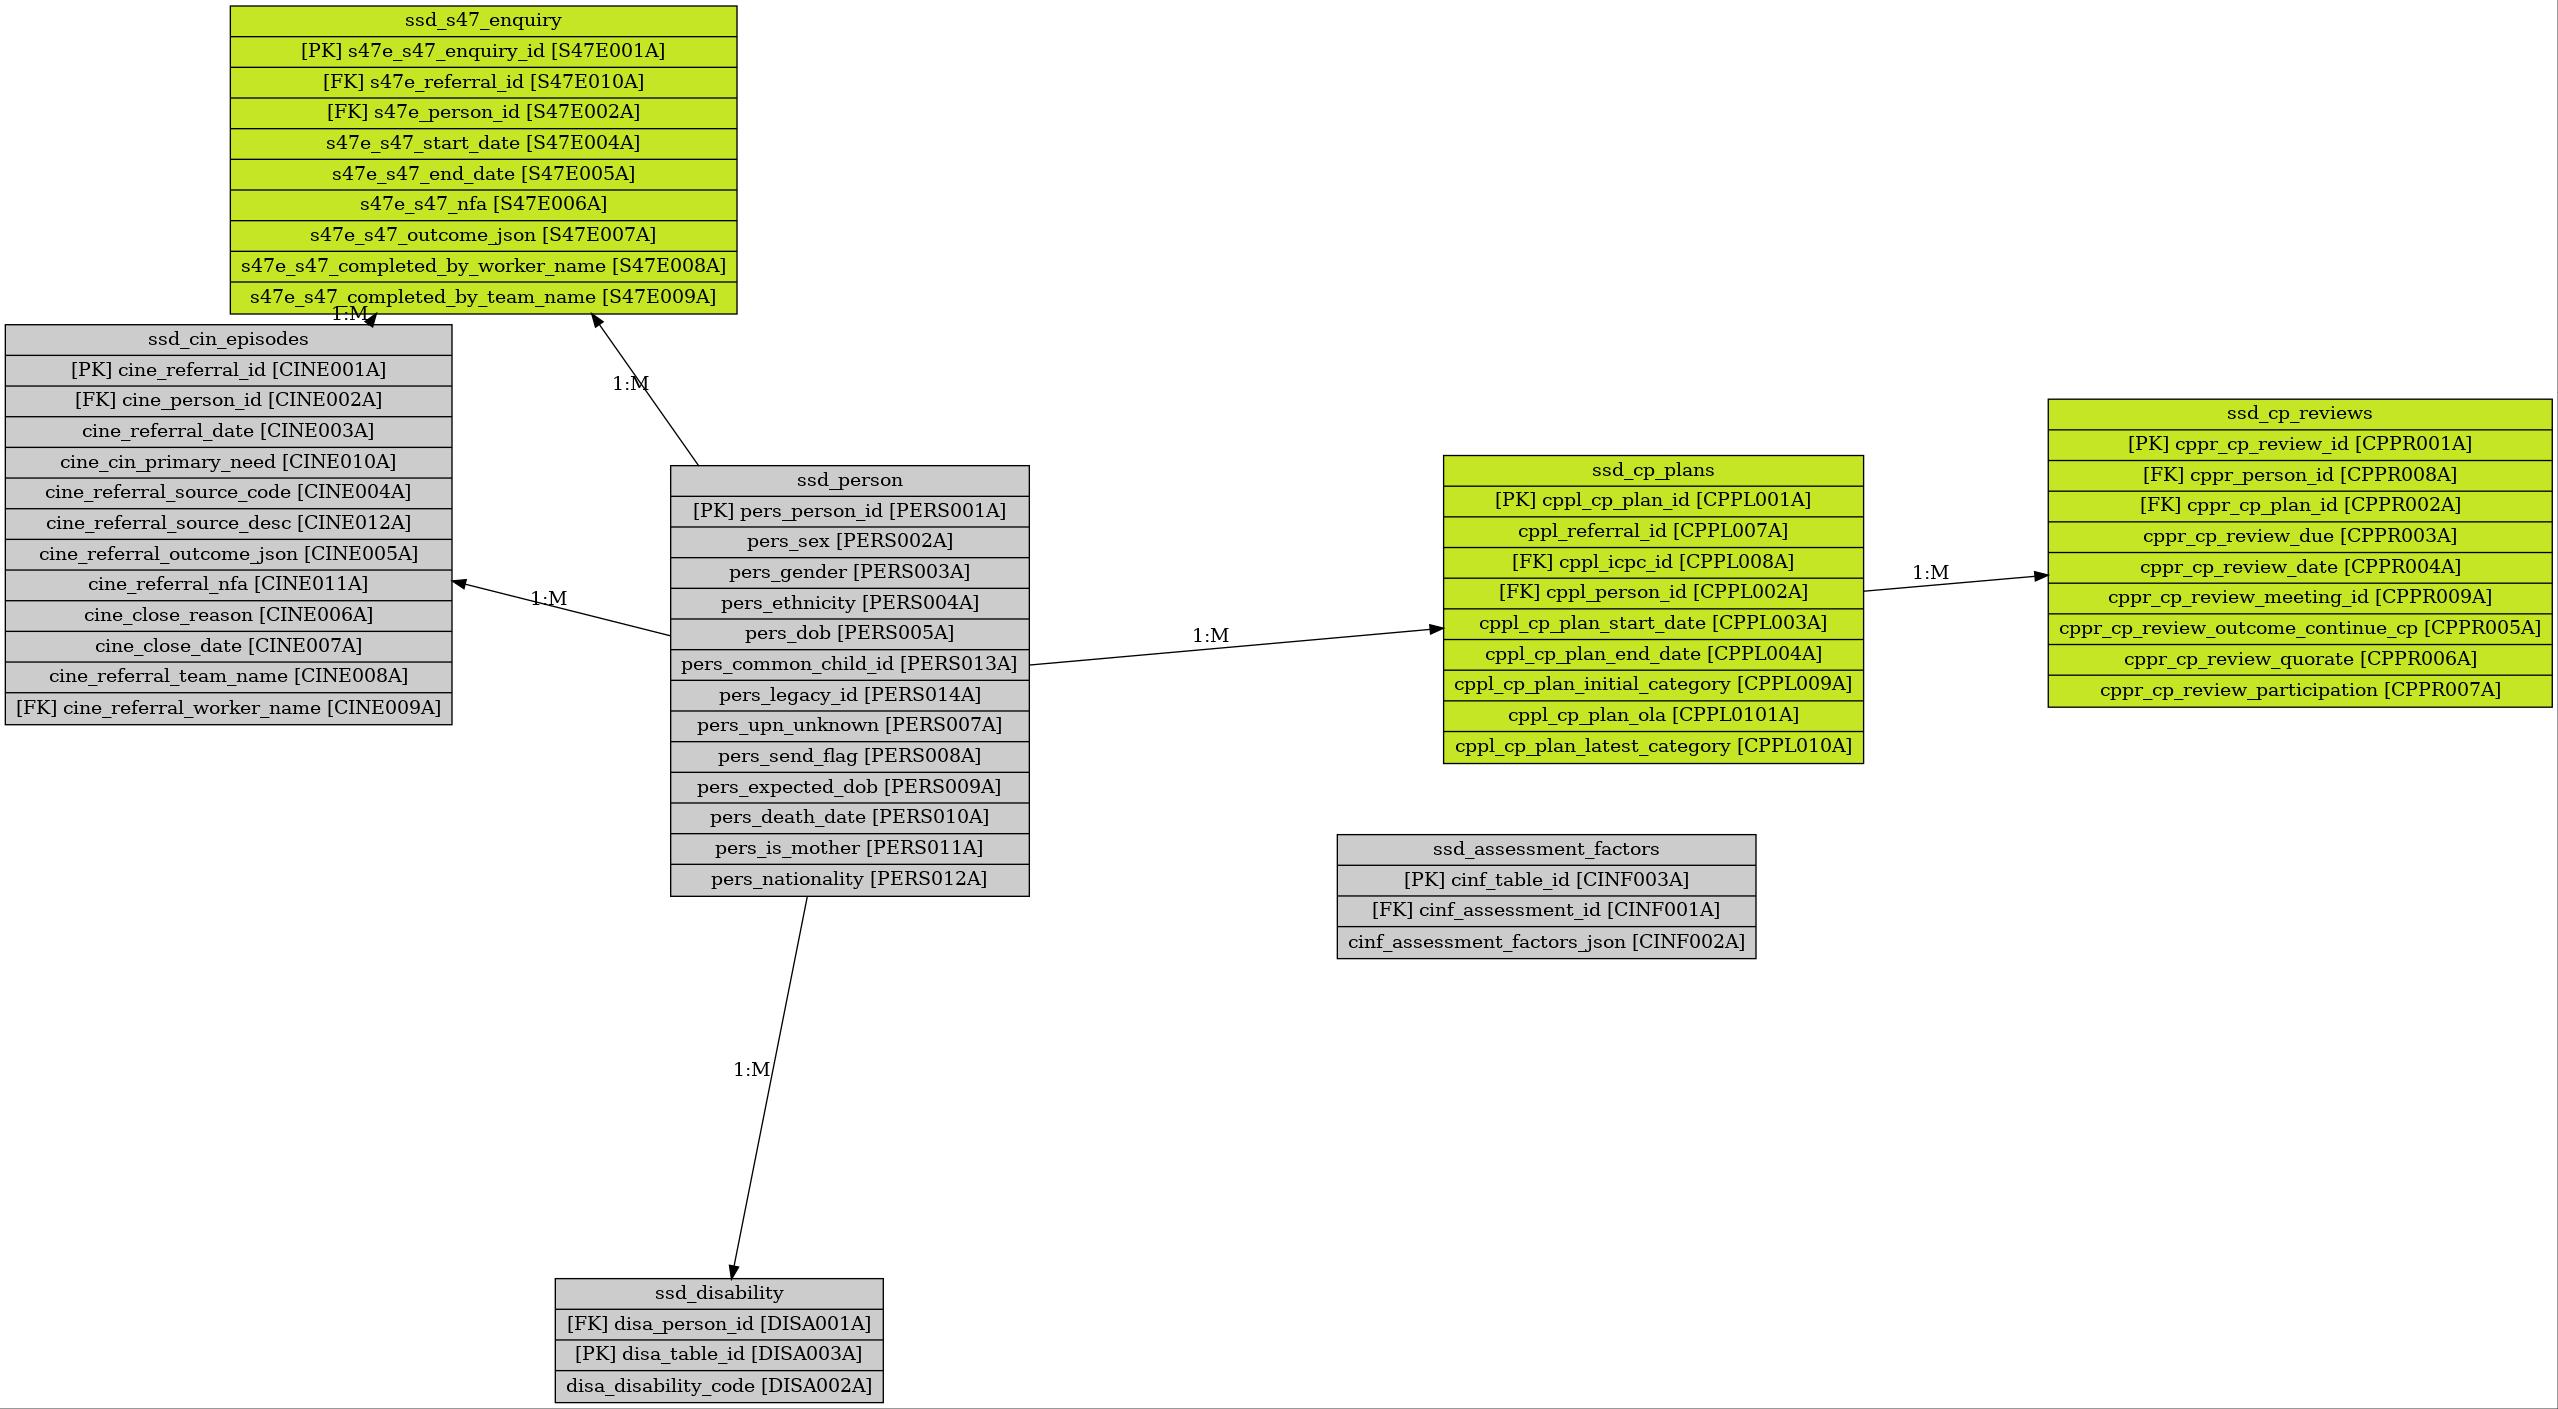 ssd_s47_enquiry
[PK] s47e_s47_enquiry_id [S47E001A]
[FK] s47e_referral_id [S47E010A]
[FK] s47e_person_id [S47E002A]
s47e_s47_start_date [S47E004A]
s47e_s47_end_date [S47E005A]
s47e_s47_nfa [S47E006A]
s47e_s47_outcome_json [S47E007A]
s47e_s47_completed_by_worker_name [S47E008A]
s47e_s47_completed_by_team_name [S47E009A]
1:M
ssd_cin_episodes
[PK] cine_referral_id [CINE001A]
[FK] cine_person_id [CINE002A]
cine_referral_date [CINE003A]
cine_cin_primary_need [CINE010A]
cine_referral_source_code [CINE004A]
cine_referral_source_desc [CINE012A]
cine_referral_outcome_json [CINE005A]
cine_referral_nfa [CINE011A]
cine_close_reason [CINE006A]
cine_close_date [CINE007A]
cine_referral_team_name [CINE008A]
[FK] cine_referral_worker_name [CINE009A]
1:M
1:M
ssd_person
[PK] pers_person_id [PERS001A]
pers_sex [PERS002A]
pers_gender [PERS003A]
pers_ethnicity [PERS004A]
pers_dob [PERS005A]
pers_common_child_id [PERS013A]
pers_legacy_id [PERS014A]
pers_upn_unknown [PERS007A]
pers_send_flag [PERS008A]
pers_expected_dob [PERS009A]
pers_death_date [PERS010A]
pers_is_mother [PERS011A]
pers_nationality [PERS012A]
1:M
ssd_cp_plans
[PK] cppl_cp_plan_id [CPPL001A]
cppl_referral_id [CPPL007A]
[FK] cppl_icpc_id [CPPL008A]
[FK] cppl_person_id [CPPL002A]
cppl_cp_plan_start_date [CPPL003A]
cppl_cp_plan_end_date [CPPL004A]
cppl_cp_plan_initial_category [CPPL009A]
cppl_cp_plan_ola [CPPL0101A]
cppl_cp_plan_latest_category [CPPL010A]
1:M
ssd_cp_reviews
[PK] cppr_cp_review_id [CPPR001A]
[FK] cppr_person_id [CPPR008A]
[FK] cppr_cp_plan_id [CPPR002A]
cppr_cp_review_due [CPPR003A]
cppr_cp_review_date [CPPR004A]
cppr_cp_review_meeting_id [CPPR009A]
cppr_cp_review_outcome_continue_cp [CPPR005A]
cppr_cp_review_quorate [CPPR006A]
cppr_cp_review_participation [CPPR007A]
ssd_assessment_factors
[PK] cinf_table_id [CINF003A]
[FK] cinf_assessment_id [CINF001A]
cinf_assessment_factors_json [CINF002A]
1:M
ssd_disability
[FK] disa_person_id [DISA001A]
[PK] disa_table_id [DISA003A]
disa_disability_code [DISA002A]